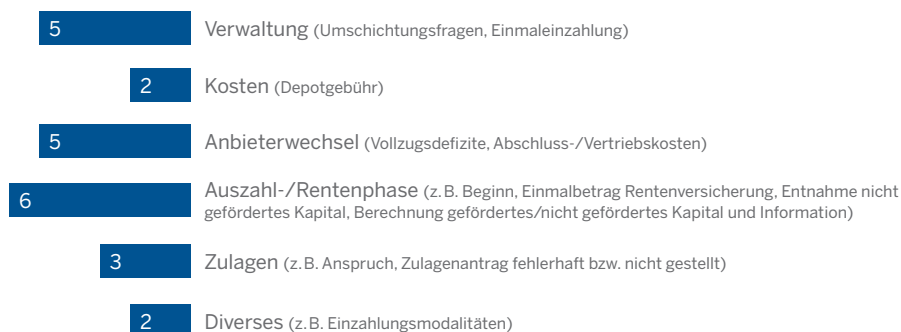 5 Verwaltung (Umschichtungsfragen, Einmaleinzahlung)
2 Kosten (Depotgebühr)
5 Anbieterwechsel (Vollzugsdefizite, Abschluss-/Vertriebskosten)
6 Auszahl-/Rentenphase (z. B. Beginn, Einmalbetrag Rentenversicherung, Entnahme nicht
gefördertes Kapital, Berechnung gefördertes/nicht gefördertes Kapital und Information)
3 Zulagen (z. B. Anspruch, Zulagenantrag fehlerhaft bzw. nicht gestellt)
2 Diverses (z. B. Einzahlungsmodalitäten)